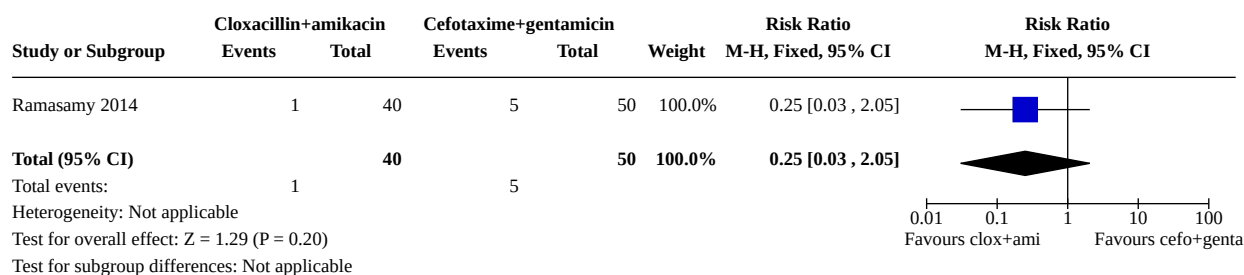 Cloxacillin+amikacin Cefotaxime+gentamicin Risk Ratio Risk Ratio
Study or Subgroup Events Total Events Total Weight M-H, Fixed, 95% CI M-H, Fixed, 95% CI
Ramasamy 2014 1 40 5 50 100.0% 0.25 [0.03 , 2.05]
Total (95% CI) 40 50 100.0% 0.25 [0.03 , 2.05]
Total events: 1 5
Heterogeneity: Not applicable
0.01 0.1 1 10 100
Test for overall effect: Z = 1.29 (P = 0.20) Favours clox+ami Favours cefo+genta
Test for subgroup differences: Not applicable